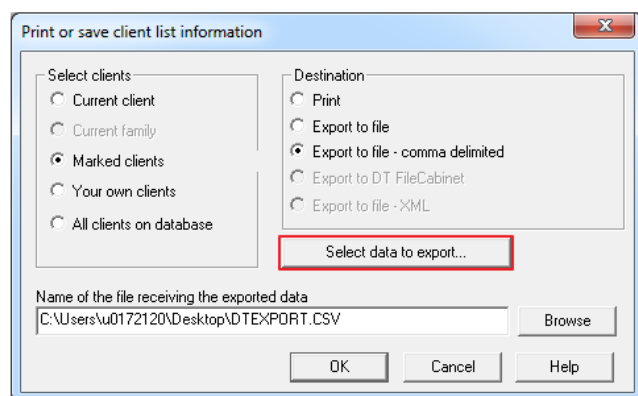 Print or save client list information
Select clients
Current client
Current family
Marked clients
Your own clients
All clients on database
Destination
Print
Export to file
Export to file - comma delimited
Export to DT FileCabinet
Export to file - XML
Select data to export...
Name of the file receiving the exported data
C:\Users\u0172120\Desktop\DTEXPORT.CSV
Browse
OK
Cancel
Help